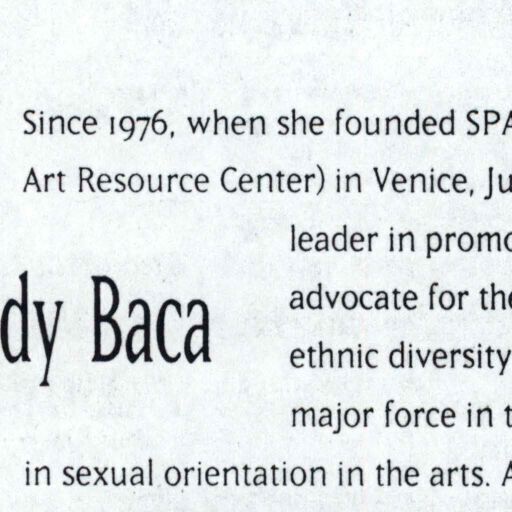 Since 1976, when she founded SPA
Art Resource Center) in Venice, Ju
leader in promo
advocate for the
dy Baca
ethnic diversity
major force in t
in sexual orientation in the arts. A